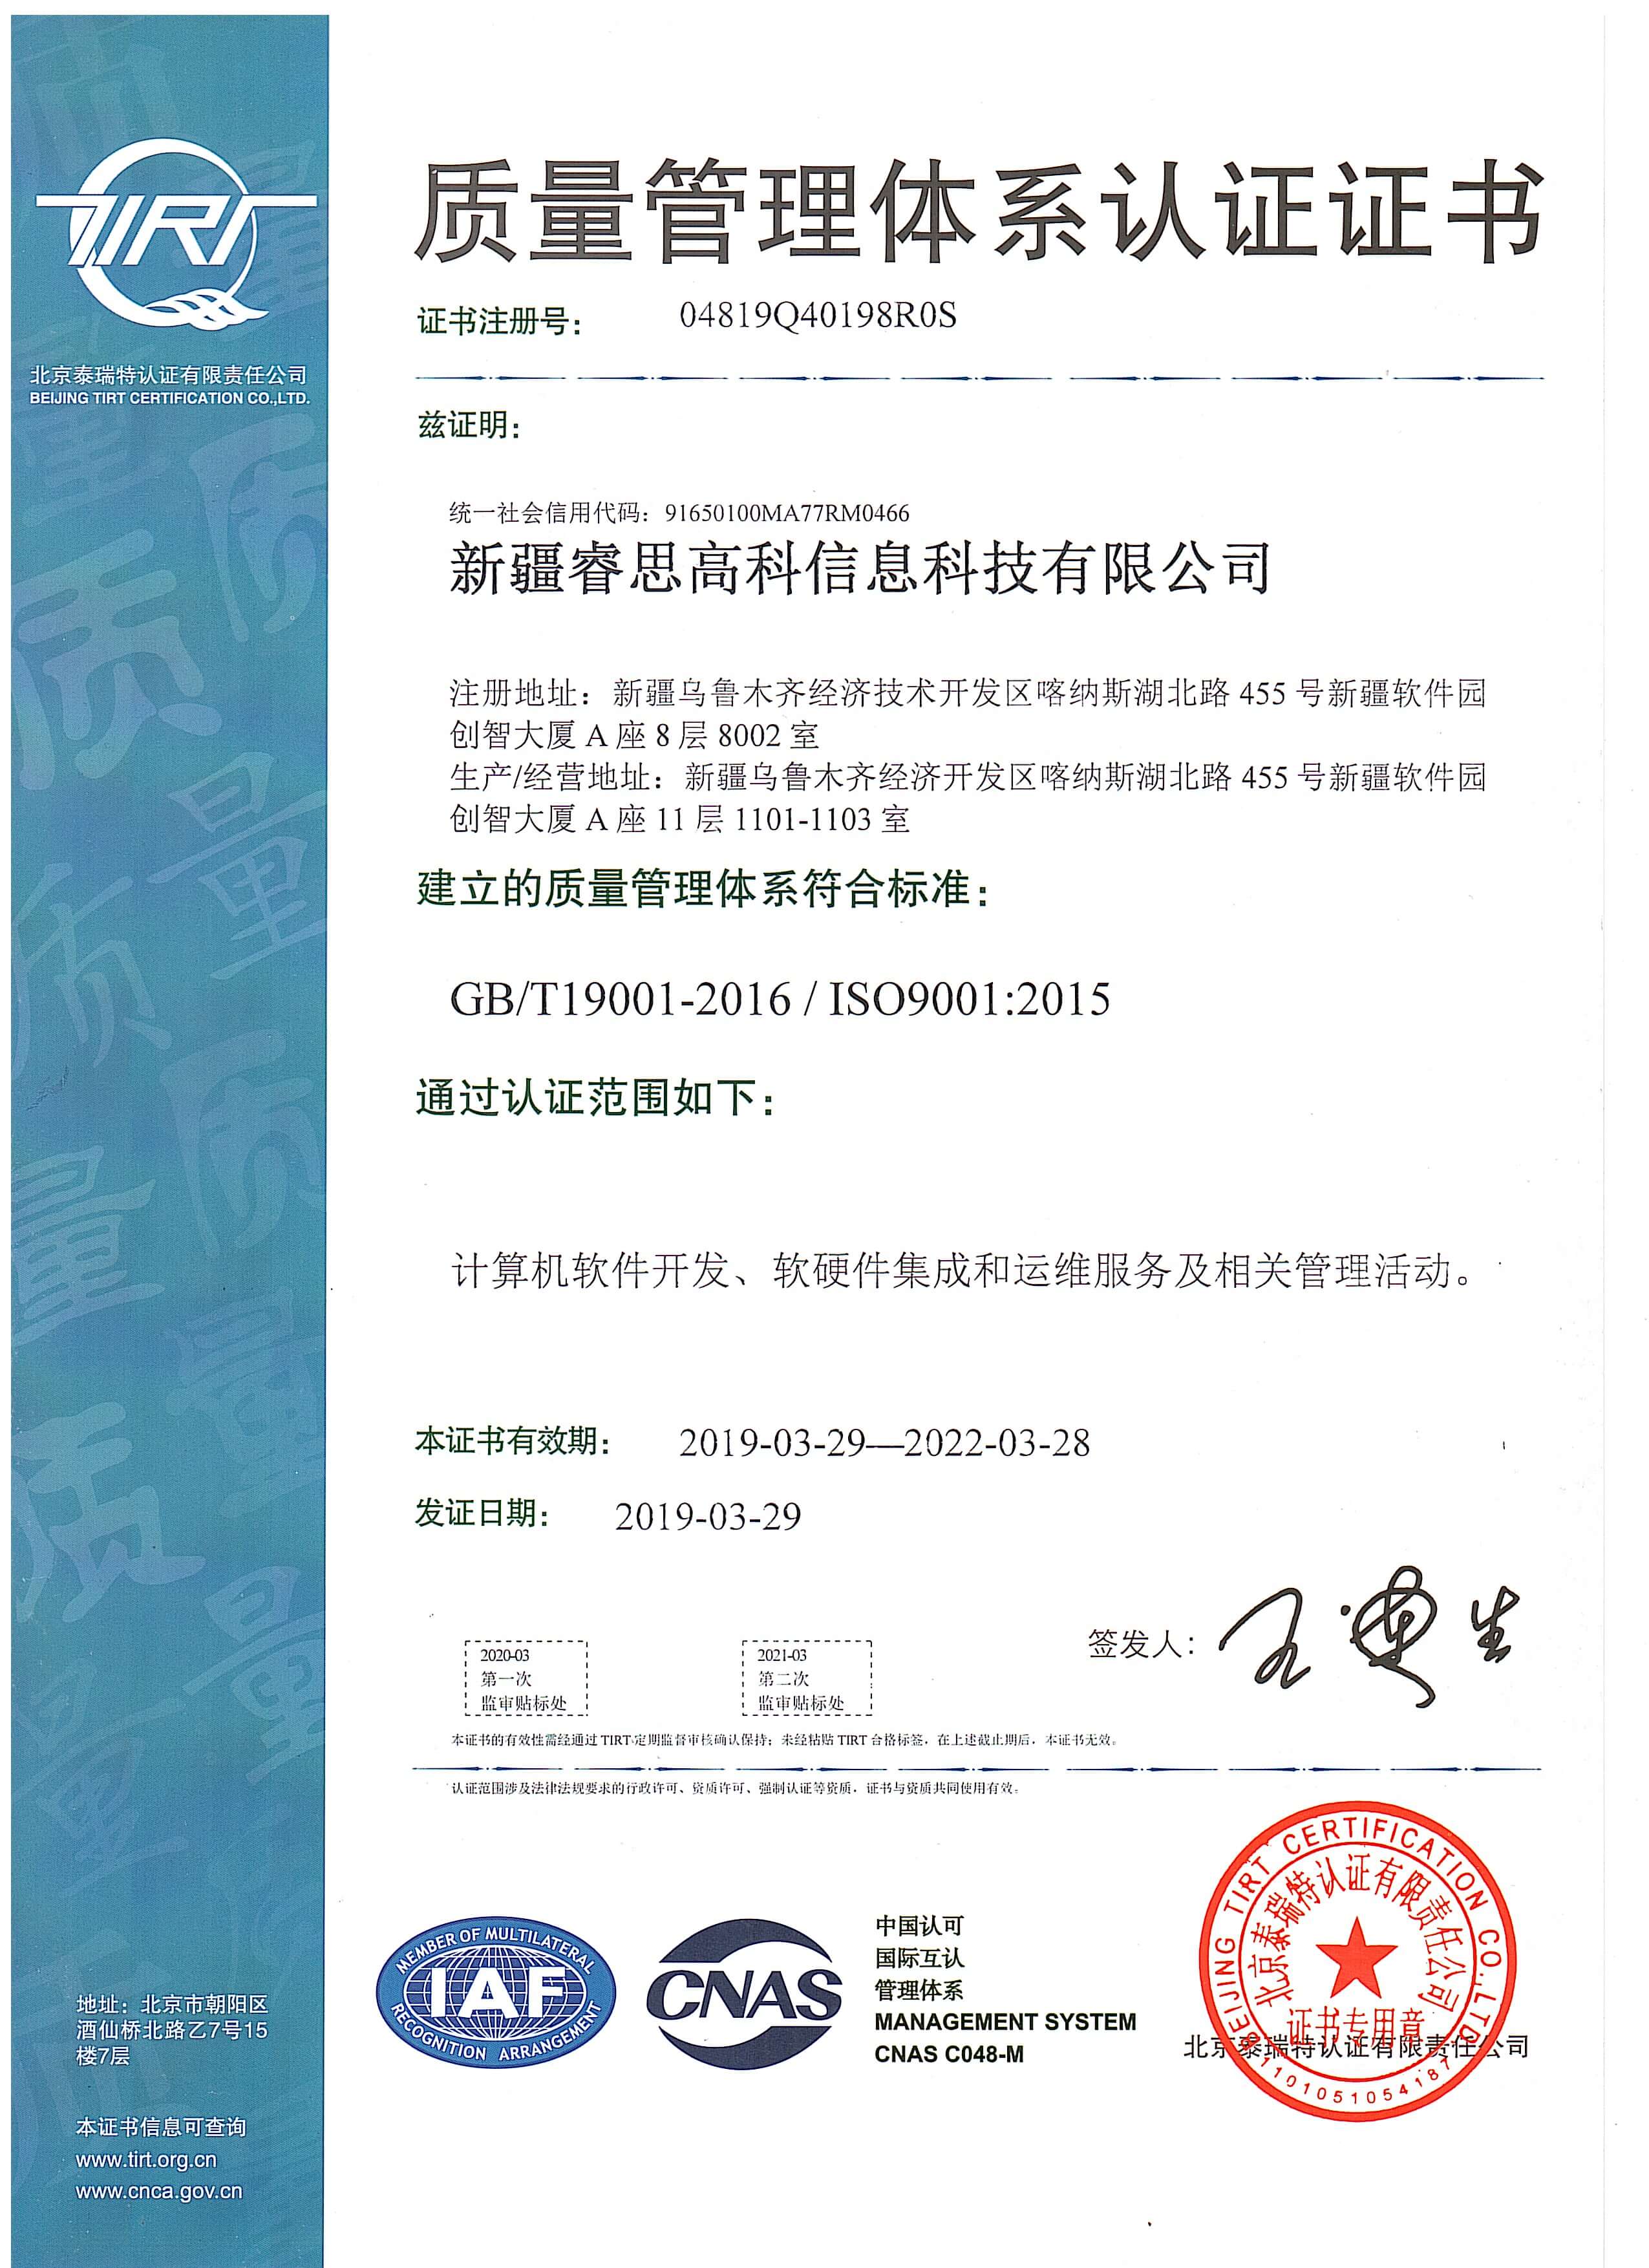 TIRT
北京泰瑞特认证有限责任公司
BEIJING TIRT CERTIFICATION CO.,LTD.
质量管理体系认证证书
证书注册号：04819Q40198R0S
兹证明：
统一社会信用代码：91650100MA77RM0466
新疆睿思高科信息科技有限公司
注册地址：新疆乌鲁木齐经济技术开发区喀纳斯湖北路 455 号新疆软件园
创智大厦 A 座 8 层 8002 室
生产/经营地址：新疆乌鲁木齐经济开发区喀纳斯湖北路 455 号新疆软件园
创智大厦 A 座 11 层 1101-1103 室
建立的质量管理体系符合标准：
GB/T19001-2016 / ISO9001:2015
通过认证范围如下：
计算机软件开发、软硬件集成和运维服务及相关管理活动。
本证书有效期：2019-03-29—2022-03-28
发证日期：2019-03-29
2020-03
第一次
监审贴标处
2021-03
第二次
监审贴标处
签发人：
本证书的有效性需经通过 TIRT 定期监督审核确认保持；未经粘贴 TIRT 合格标签，在上述截止期后，本证书无效。
认证范围涉及法律法规要求的行政许可、资质许可、强制认证等资质，证书与资质共同使用有效。
MEMBER OF MULTILATERAL
IAF
RECOGNITION ARRANGEMENT
CNAS
中国认可
国际互认
管理体系
MANAGEMENT SYSTEM
CNAS C048-M
BEIJING TIRT CERTIFICATION CO.,LTD
北京泰瑞特认证有限责任公司
证书专用章
1101051054187
北京泰瑞特认证有限责任公司
地址：北京市朝阳区
酒仙桥北路乙7号15
楼7层
本证书信息可查询
www.tirt.org.cn
www.cnca.gov.cn